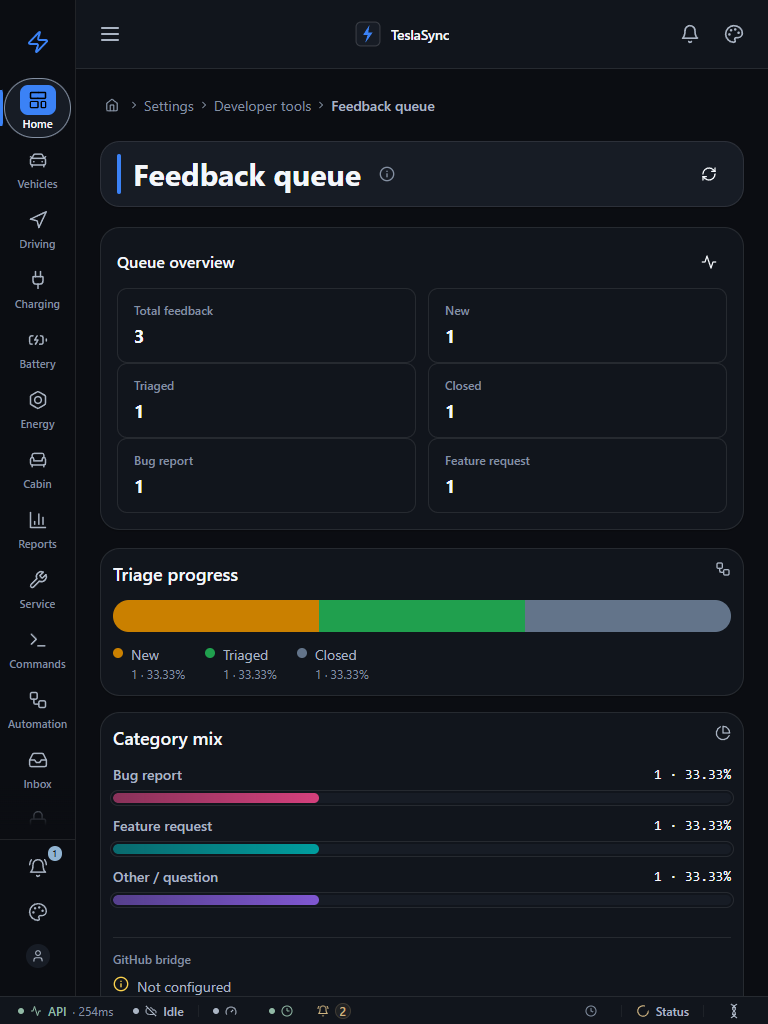 TeslaSync
Home
Vehicles
Driving
Charging
Battery
Energy
Cabin
Reports
Service
Commands
Automation
Inbox
1
Settings
Developer tools
Feedback queue
Feedback queue
Queue overview
Total feedback
3
New
1
Triaged
1
Closed
1
Bug report
1
Feature request
1
Triage progress
New
1 · 33.33%
Triaged
1 · 33.33%
Closed
1 · 33.33%
Category mix
Bug report
1 · 33.33%
Feature request
1 · 33.33%
Other / question
1 · 33.33%
GitHub bridge
Not configured
API · 254ms
Idle
2
Status